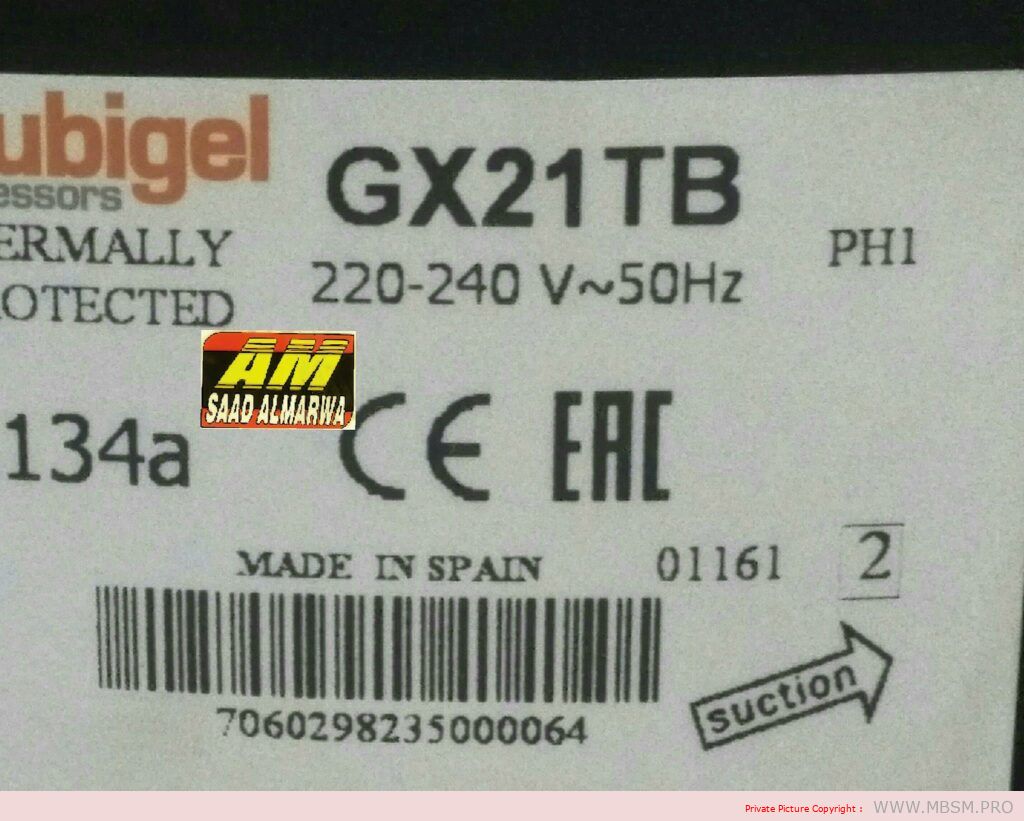 ubigel
essors
GX21TB
ERMALLY
OTECTED
220-240 V~50Hz
PH1
AM
SAAD ALMARWA
134a
CE
EAC
MADE IN SPAIN
01161
2
7060298235000064
suction
Private Picture Copyright :
WWW.MBSM.PRO